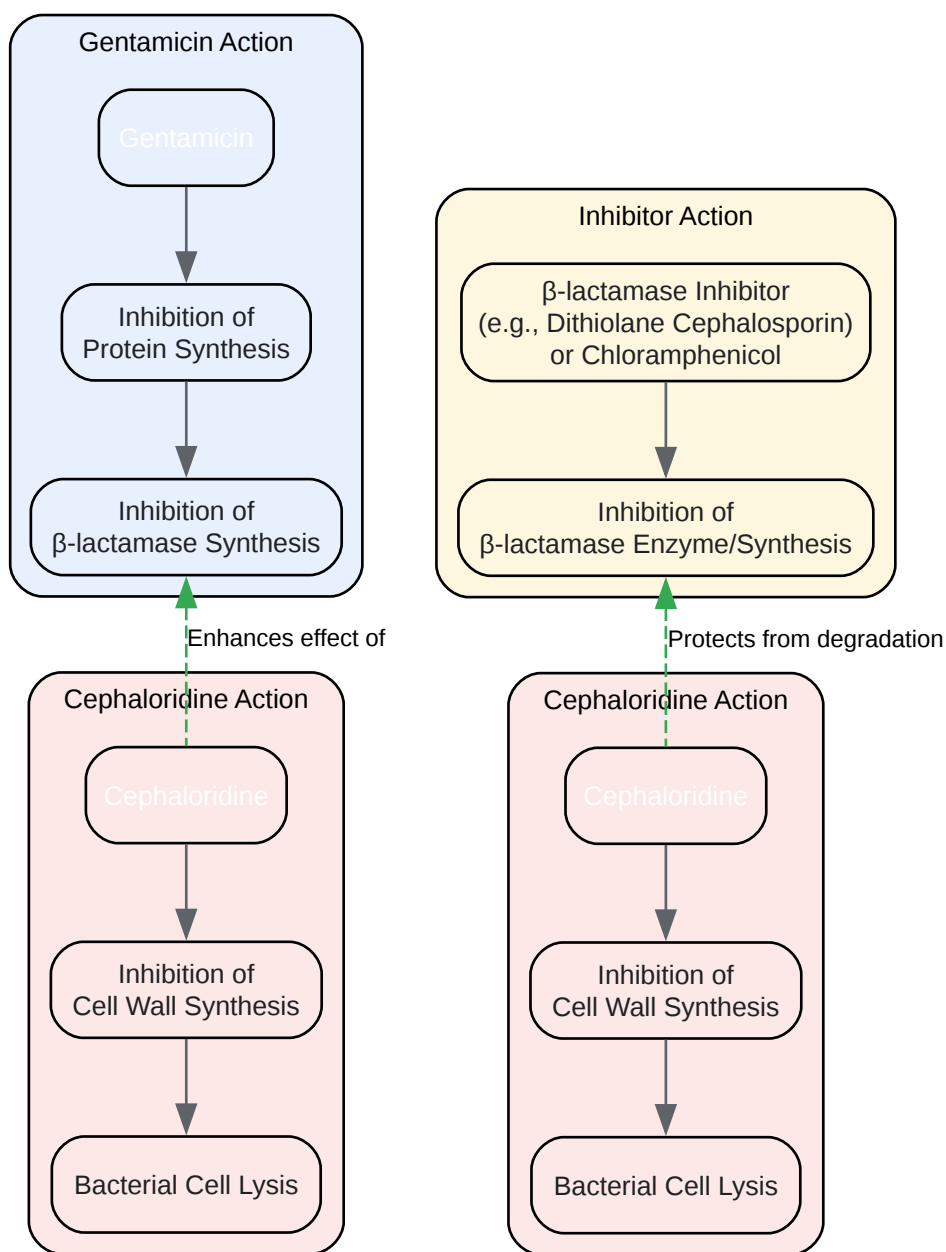 Gentamicin Action
Gentamicin
Inhibition of
Protein Synthesis
Inhibition of
β-lactamase Synthesis
Inhibitor Action
β-lactamase Inhibitor
(e.g., Dithiolane Cephalosporin)
or Chloramphenicol
Inhibition of
β-lactamase Enzyme/Synthesis
Enhances effect of
Protects from degradation
Cephaloridine Action
Cephaloridine
Inhibition of
Cell Wall Synthesis
Bacterial Cell Lysis
Cephaloridine Action
Cephaloridine
Inhibition of
Cell Wall Synthesis
Bacterial Cell Lysis